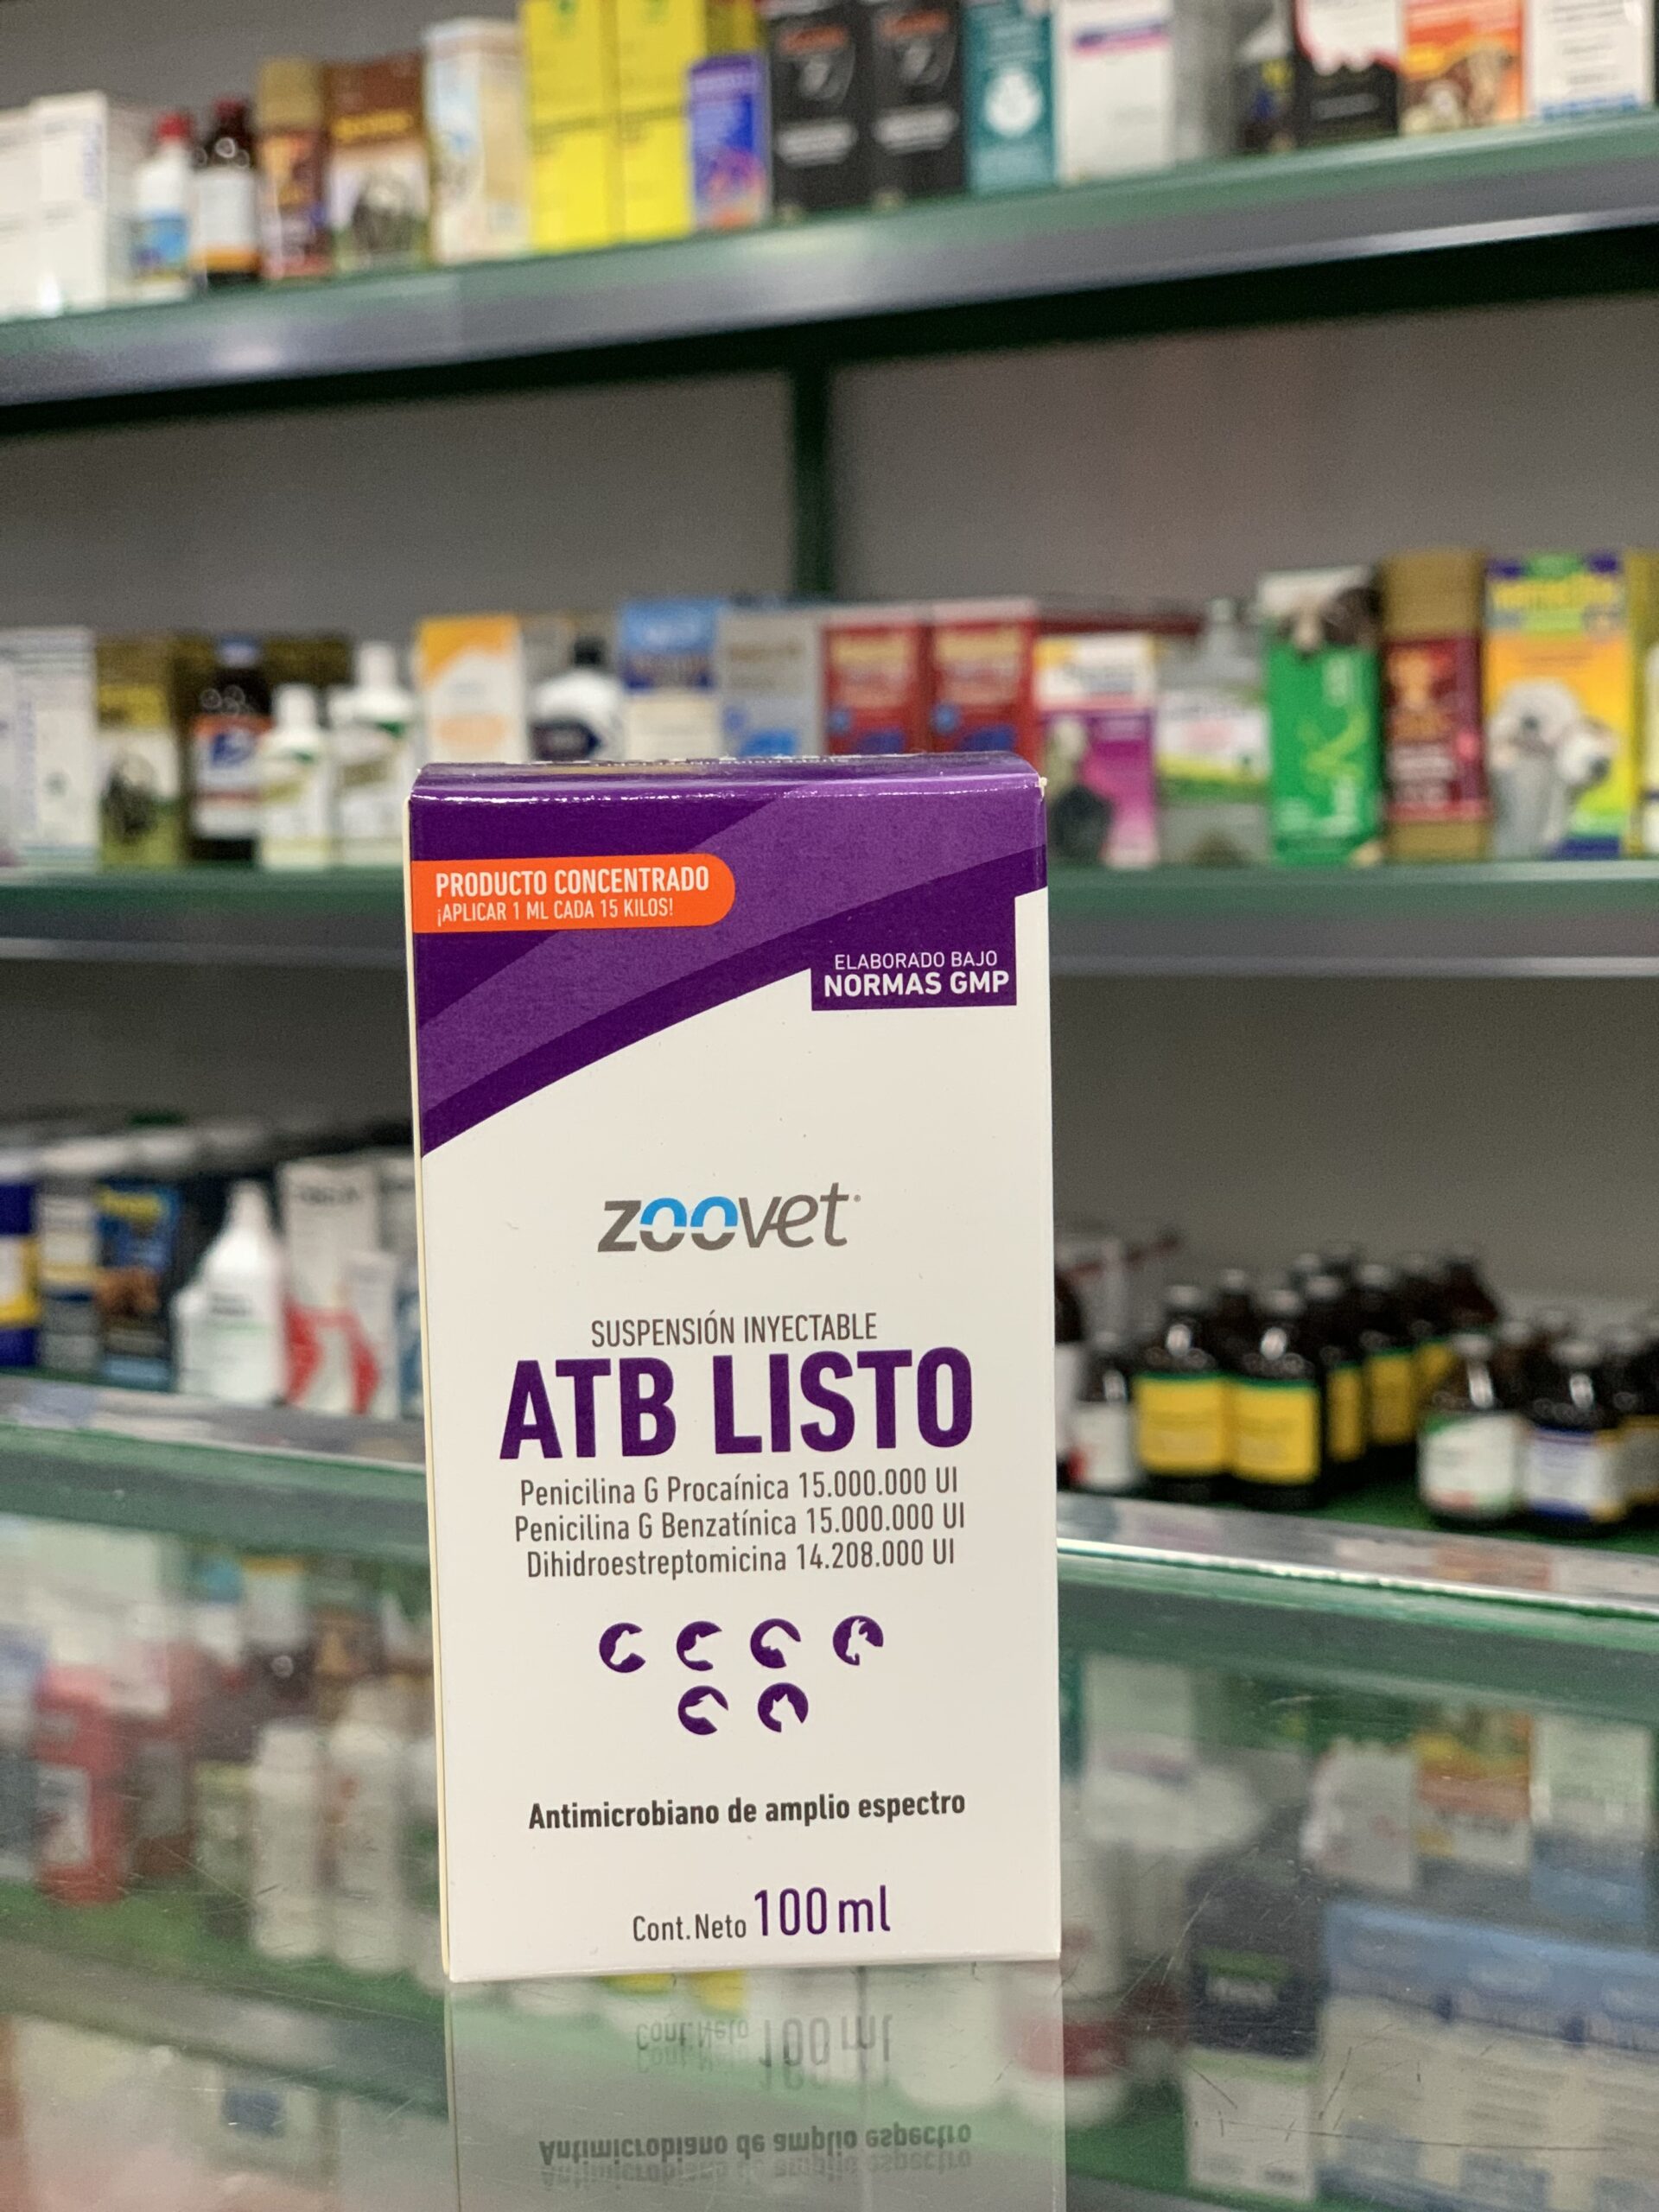 PRODUCTO CONCENTRADO
¡APLICAR 1 ML CADA 15 KILOS!
ELABORADO BAJO
NORMAS GMP
zoovet
SUSPENSIÓN INYECTABLE
ATB LISTO
Penicilina G Procaínica 15.000.000 UI
Penicilina G Benzatínica 15.000.000 UI
Dihidroestreptomicina 14.208.000 UI
Antimicrobiano de amplio espectro
Cont. Neto 100 ml